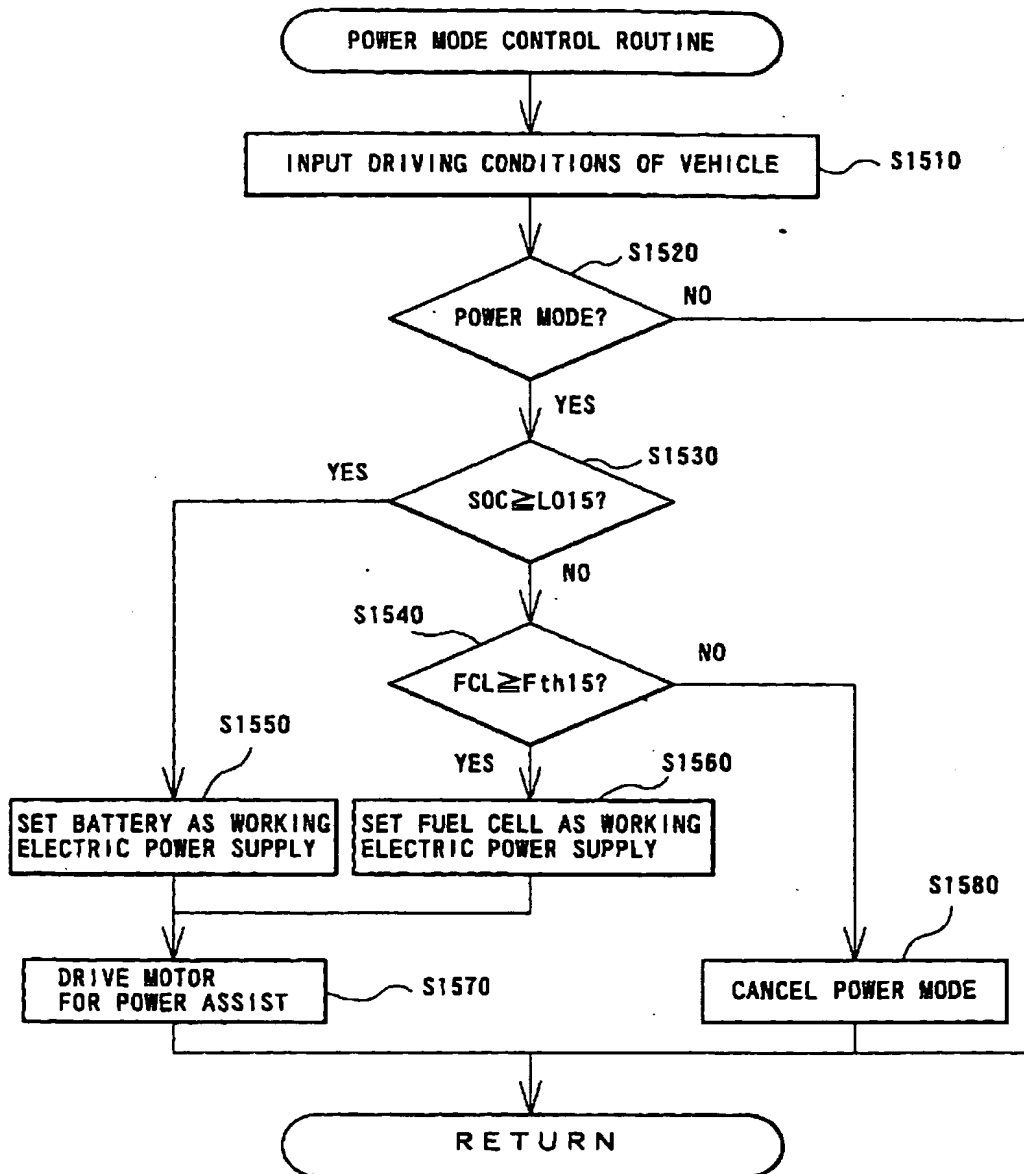 POWER MODE CONTROL ROUTINE
INPUT DRIVING CONDITIONS OF VEHICLE
S1510
S1520
POWER MODE?
NO
YES
S1530
YES
SOC≧LO15?
NO
S1540
FCL≧Fth15?
NO
S1550
YES
S1560
SET BATTERY AS WORKING
ELECTRIC POWER SUPPLY
SET FUEL CELL AS WORKING
ELECTRIC POWER SUPPLY
S1580
DRIVE MOTOR
FOR POWER ASSIST
S1570
CANCEL POWER MODE
RETURN